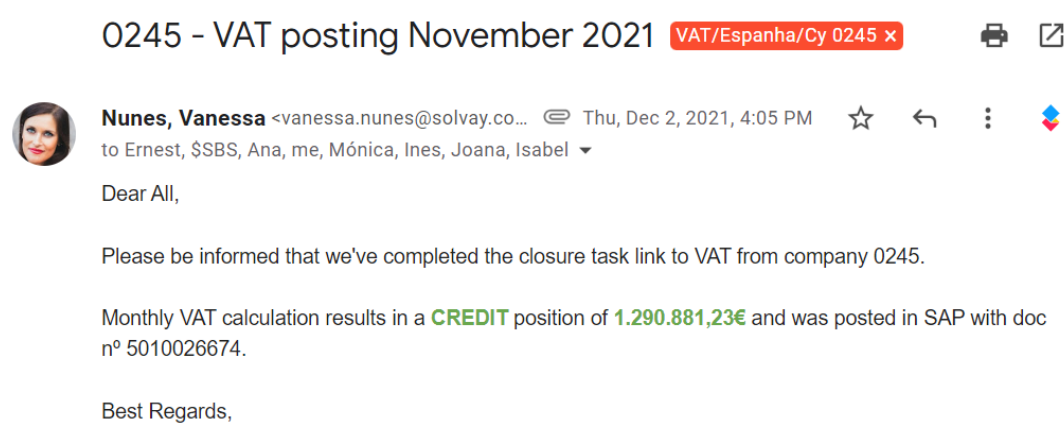 0245 - VAT posting November 2021 VAT/Espanha/Cy 0245 x
Nunes, Vanessa <vanessa.nunes@solvay.co... Thu, Dec 2, 2021, 4:05 PM
to Ernest, $SBS, Ana, me, Mónica, Ines, Joana, Isabel
Dear All,
Please be informed that we've completed the closure task link to VAT from company 0245.
Monthly VAT calculation results in a CREDIT position of 1.290.881,23€ and was posted in SAP with doc
nº 5010026674.
Best Regards,